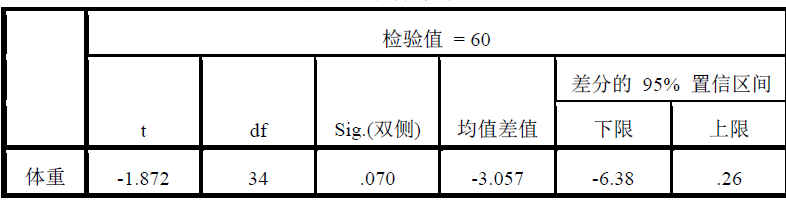 检验值 = 60
差分的 95% 置信区间
t df Sig.(双侧) 均值差值 下限 上限
体重 -1.872 34 .070 -3.057 -6.38 .26